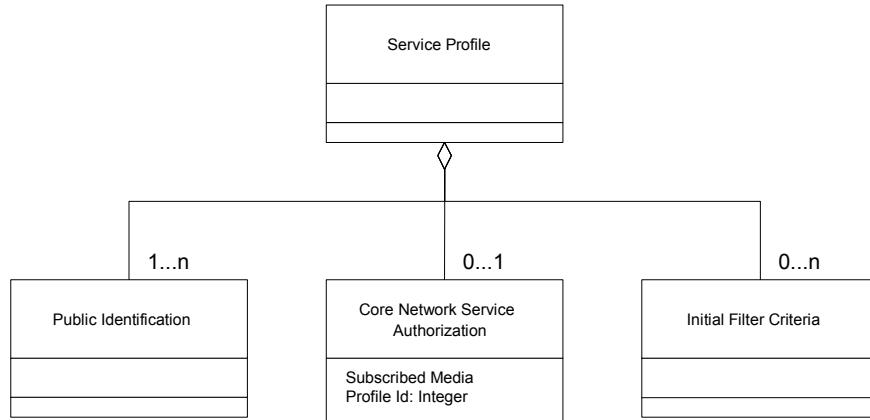 Service Profile
1...n
0...1
0...n
Public Identification
Core Network Service
Authorization
Initial Filter Criteria
Subscribed Media
Profile Id: Integer